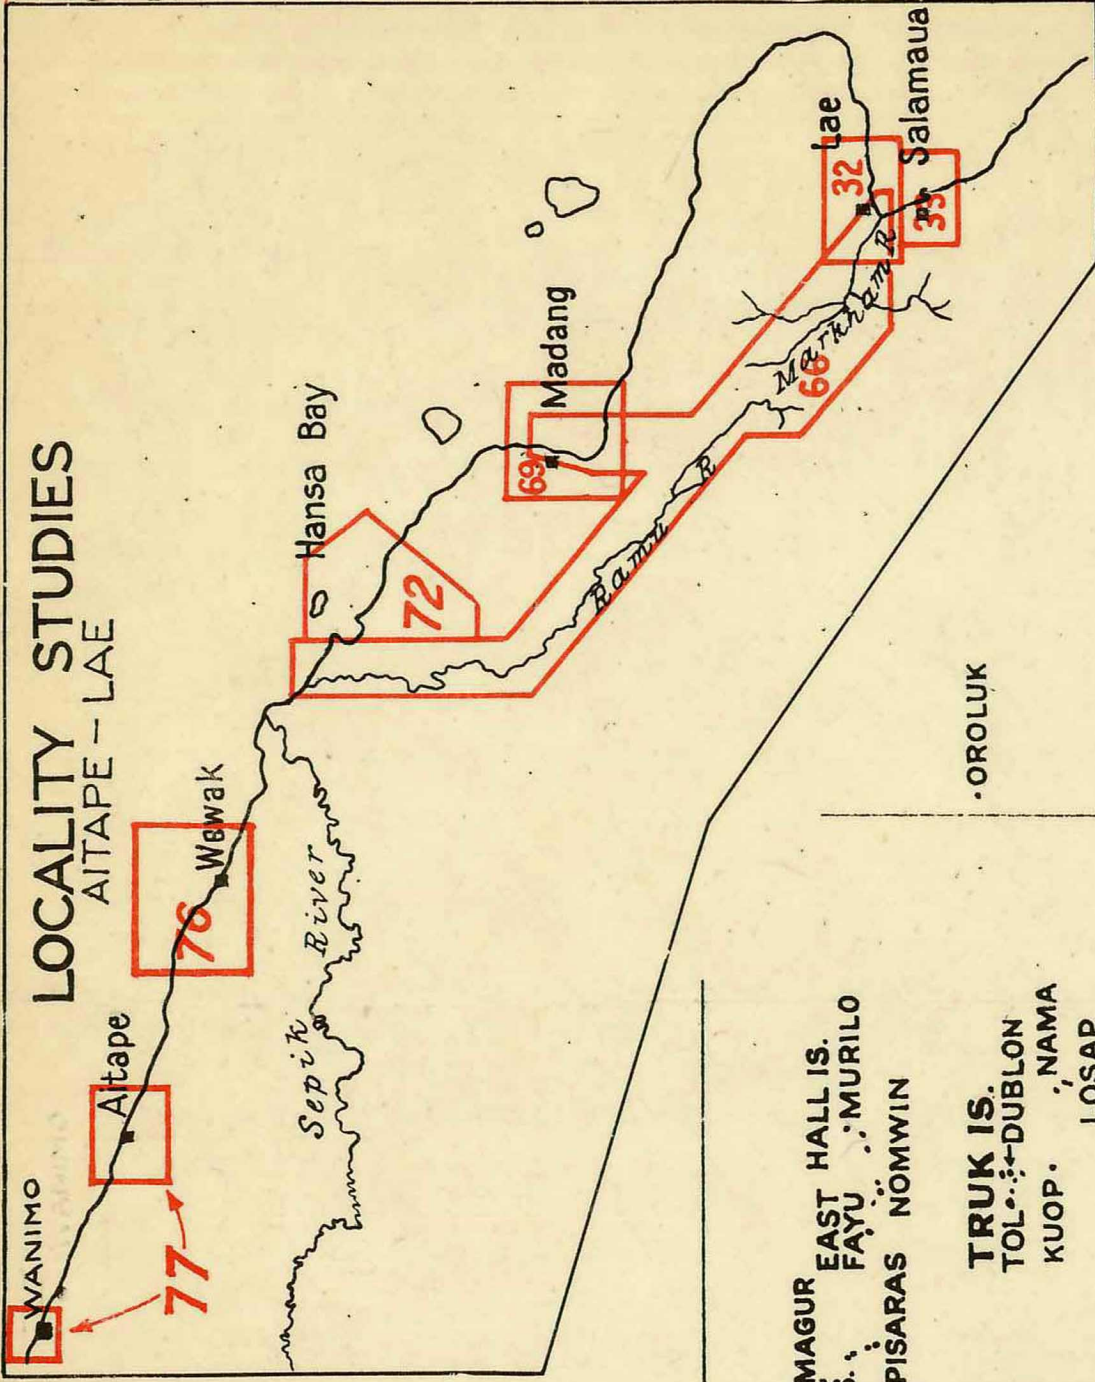 LOCALITY STUDIES
AITAPE – LAE
WANIMO
77
Aitape
76
Wewak
Sepik River
Hansa Bay
72
Madang
69
Ramu R
Markham R
66
Lae
32
Salamaua
MAGUR
EAST HALL IS.
FAYU
MURILO
PISARAS
NOMWIN
TRUK IS.
TOL
DUBLON
KUOP
NAMA
LOSAP
OROLUK